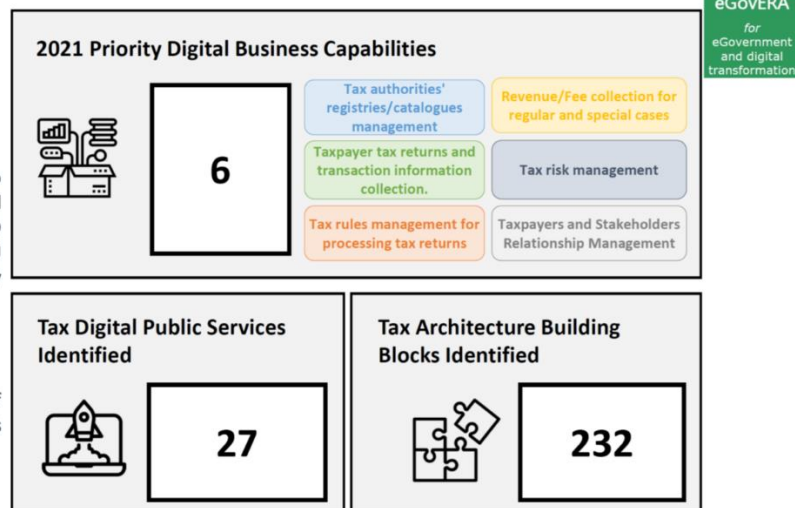 eGovERA
for
eGovernment
and digital
transformation
2021 Priority Digital Business Capabilities
6
Tax authorities'
registries/catalogues
management
Revenue/Fee collection for
regular and special cases
Taxpayer tax returns and
transaction information
collection.
Tax risk management
Tax rules management for
processing tax returns
Taxpayers and Stakeholders
Relationship Management
Tax Digital Public Services
Identified
27
Tax Architecture Building
Blocks Identified
232